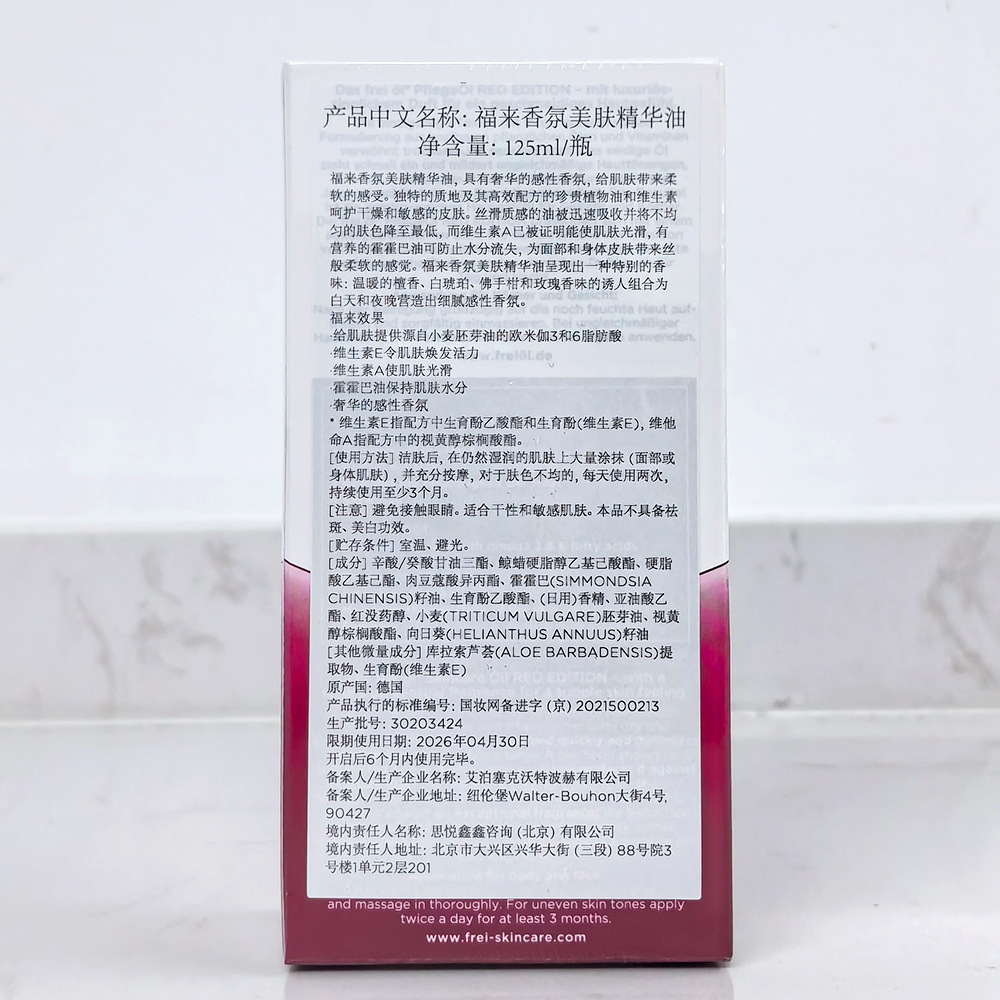 Das frei öl® PflegeÖl RED EDITION – mit luxuriös-
产品中文名称: 福来香氛美肤精华油
净含量: 125ml/瓶
福来香氛美肤精华油, 具有奢华的感性香氛, 给肌肤带来柔
软的感受。独特的质地及其高效配方的珍贵植物油和维生素
呵护干燥和敏感的皮肤。丝滑质感的油被迅速吸收并将不均
匀的肤色降至最低, 而维生素A已被证明能使肌肤光滑, 有
营养的霍霍巴油可防止水分流失, 为面部和身体皮肤带来丝
般柔软的感觉。福来香氛美肤精华油呈现出一种特别的香
味: 温暖的檀香、白琥珀、佛手柑和玫瑰香味的诱人组合为
白天和夜晚营造出细腻感性香氛。
福来效果
·给肌肤提供源自小麦胚芽油的欧米伽3和6脂肪酸
·维生素E令肌肤焕发活力
www.freiöl.de
·维生素A使肌肤光滑
·霍霍巴油保持肌肤水分
·奢华的感性香氛
* 维生素E指配方中生育酚乙酸酯和生育酚(维生素E), 维他
命A指配方中的视黄醇棕榈酸酯。
[使用方法] 洁肤后, 在仍然湿润的肌肤上大量涂抹 (面部或
身体肌肤) , 并充分按摩, 对于肤色不均的, 每天使用两次,
持续使用至少3个月。
[注意] 避免接触眼睛。适合干性和敏感肌肤。本品不具备祛
斑、美白功效。
[贮存条件] 室温、避光。
[成分] 辛酸/癸酸甘油三酯、鲸蜡硬脂醇乙基己酸酯、硬脂
酸乙基己酯、肉豆蔻酸异丙酯、霍霍巴(SIMMONDSIA
CHINENSIS)籽油、生育酚乙酸酯、(日用)香精、亚油酸乙
酯、红没药醇、小麦(TRITICUM VULGARE)胚芽油、视黄
醇棕榈酸酯、向日葵(HELIANTHUS ANNUUS)籽油
[其他微量成分] 库拉索芦荟(ALOE BARBADENSIS)提
取物、生育酚(维生素E)
原产国: 德国
产品执行的标准编号: 国妆网备进字 (京) 2021500213
生产批号: 30203424
限期使用日期: 2026年04月30日
开启后6个月内使用完毕。
备案人/生产企业名称: 艾泊塞克沃特波赫有限公司
备案人/生产企业地址: 纽伦堡Walter-Bouhon大街4号,
90427
境内责任人名称: 思悦鑫鑫咨询 (北京) 有限公司
境内责任人地址: 北京市大兴区兴华大街 (三段) 88号院3
号楼1单元2层201
and massage in thoroughly. For uneven skin tones apply
twice a day for at least 3 months.
www.frei-skincare.com